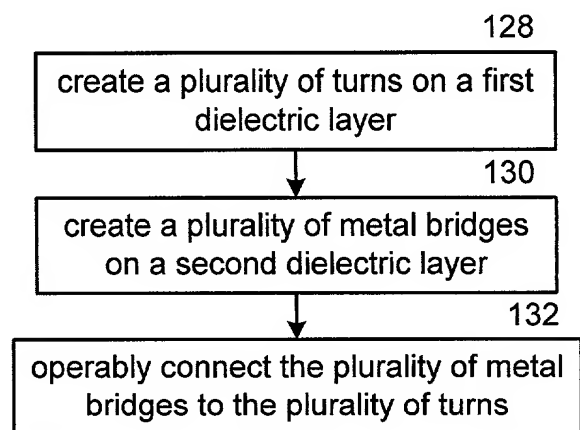 128
create a plurality of turns on a first
dielectric layer
130
create a plurality of metal bridges
on a second dielectric layer
132
operably connect the plurality of metal
bridges to the plurality of turns